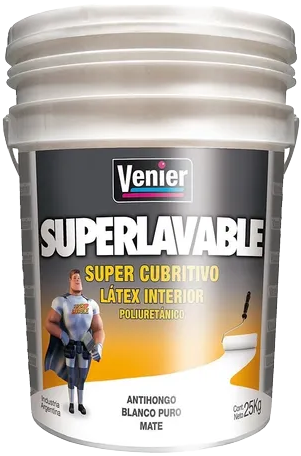 Venier
SUPERLAVABLE
SUPER CUBRITIVO
LÁTEX INTERIOR
POLIURETÁNICO
ANTIHONGO
BLANCO PURO
MATE
Industria
Argentina
Cont.
Neto 25Kg